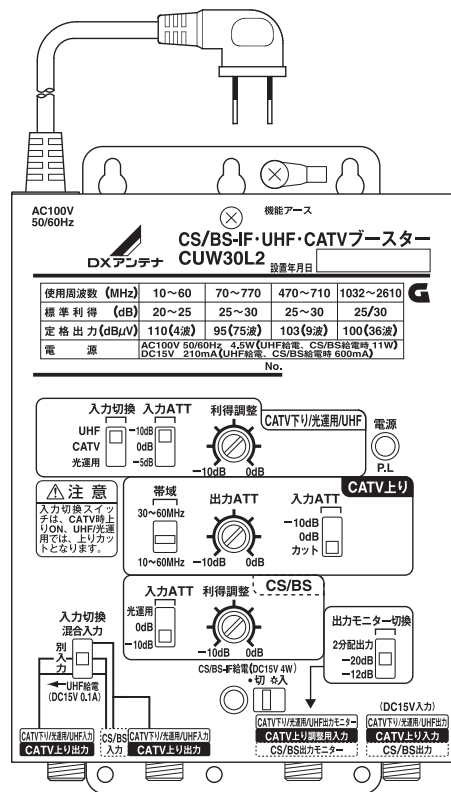 AC100V
50/60Hz
機能アース
DXアンテナ
CS/BS-IF・UHF・CATVブースター
CUW30L2
設置年月日
使用周波数 (MHz) 10～60 70～770 470～710 1032～2610
G
標準利得 (dB) 20～25 25～30 25～30 25/30
定格出力(dBμV) 110(4波) 95(75波) 103(9波) 100(36波)
電源 AC100V 50/60Hz 4.5W(UHF給電、CS/BS給電時 11W)
DC15V 210mA(UHF給電、CS/BS給電時 600mA)
No.
入力切換 入力ATT 利得調整 CATV下り/光運用/UHF
UHF
CATV
光運用
-10dB
0dB
-5dB
-10dB 0dB
電源
P.L
注意
入力切換スイッ
チは、CATV時上
りON、UHF/光運
用では、上りカッ
トとなります。
CATV上り
帯域
30～60MHz
10～60MHz
出力ATT
-10dB 0dB
入力ATT
-10dB
0dB
カット
CS/BS
入力ATT 利得調整
光運用
0dB
-10dB
-10dB 0dB
入力切換
混合入力
別入力
UHF給電
(DC15V 0.1A)
CS/BS-IF給電(DC15V 4W)
切 入
出力モニター切換
2分配出力
-20dB
-12dB
CATV下り/光運用/UHF入力
CATV上り出力
CS/BS
入力
CATV下り/光運用/UHF入力
CATV上り出力
CATV下り/光運用/UHF出力モニター
CATV上り調整用入力
CS/BS出力モニター
(DC15V入力)
CATV下り/光運用/UHF出力
CATV上り入力
CS/BS出力